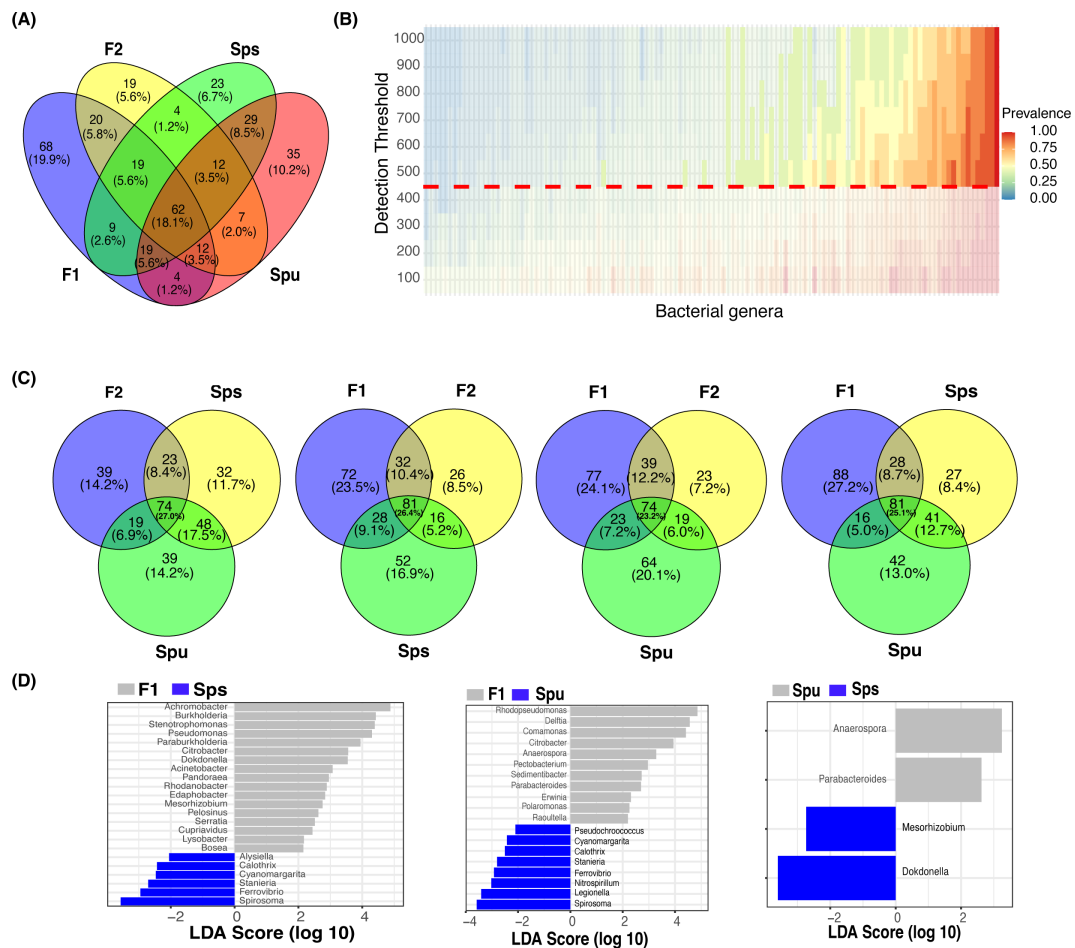 (A)
F2
Sps
F1
Spu
19
(5.6%)
23
(6.7%)
20
(5.8%)
4
(1.2%)
29
(8.5%)
68
(19.9%)
19
(5.6%)
12
(3.5%)
35
(10.2%)
62
(18.1%)
9
(2.6%)
7
(2.0%)
19
(5.6%)
12
(3.5%)
4
(1.2%)
(B)
Detection Threshold
1000
900
800
700
600
500
400
300
200
100
Bacterial genera
Prevalence
1.00
0.75
0.50
0.25
0.00
(C)
F2
Sps
39
(14.2%)
23
(8.4%)
32
(11.7%)
74
(27.0%)
19
(6.9%)
48
(17.5%)
39
(14.2%)
Spu
F1
F2
72
(23.5%)
32
(10.4%)
26
(8.5%)
81
(26.4%)
28
(9.1%)
16
(5.2%)
52
(16.9%)
Sps
F1
F2
77
(24.1%)
39
(12.2%)
23
(7.2%)
74
(23.2%)
23
(7.2%)
19
(6.0%)
64
(20.1%)
Spu
F1
Sps
88
(27.2%)
28
(8.7%)
27
(8.4%)
81
(25.1%)
16
(5.0%)
41
(12.7%)
42
(13.0%)
Spu
(D)
F1 Sps
Achromobacter
Burkholderia
Stenotrophomonas
Pseudomonas
Paraburkholderia
Citrobacter
Dokdonella
Acinetobacter
Pandoraea
Rhodanobacter
Edaphobacter
Mesorhizobium
Pelosinus
Serratia
Cupriavidus
Lysobacter
Bosea
Alysiella
Calothrix
Cyanomargarita
Stanieria
Ferrovibrio
Spirosoma
−2 0 2 4
LDA Score (log 10)
F1 Spu
Rhodopseudomonas
Delftia
Comamonas
Citrobacter
Anaerospora
Pectobacterium
Sedimentibacter
Parabacteroides
Erwinia
Polaromonas
Raoultella
Pseudochroococcus
Cyanomargarita
Calothrix
Stanieria
Ferrovibrio
Nitrospirillum
Legionella
Spirosoma
−4 −2 0 2 4
LDA Score (log 10)
Spu Sps
Anaerospora
Parabacteroides
Mesorhizobium
Dokdonella
−2 0 2
LDA Score (log 10)